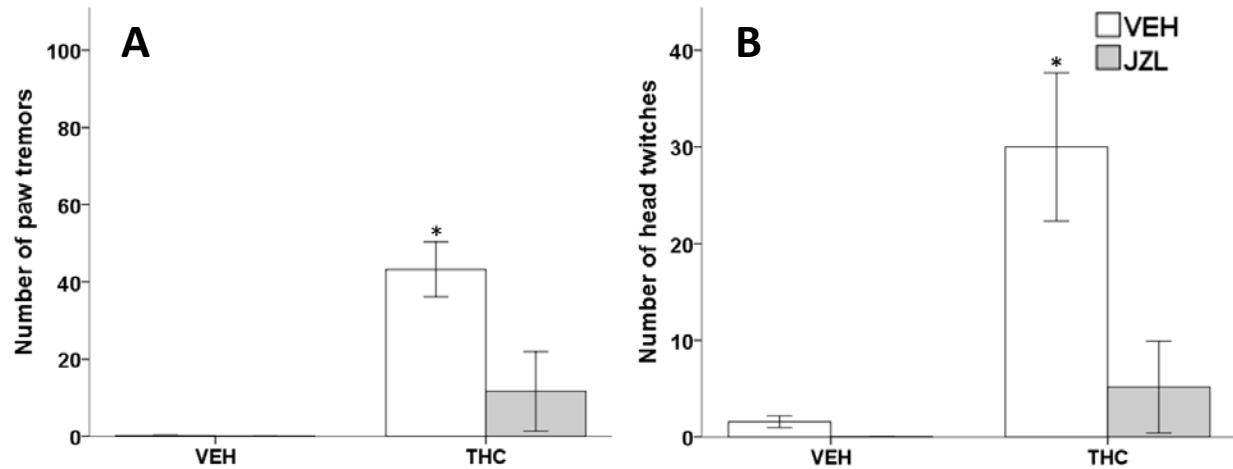 A
Number of paw tremors
100
80
60
40
20
0
*
VEH
THC
B
VEH
JZL
Number of head twitches
40
30
20
10
0
*
VEH
THC